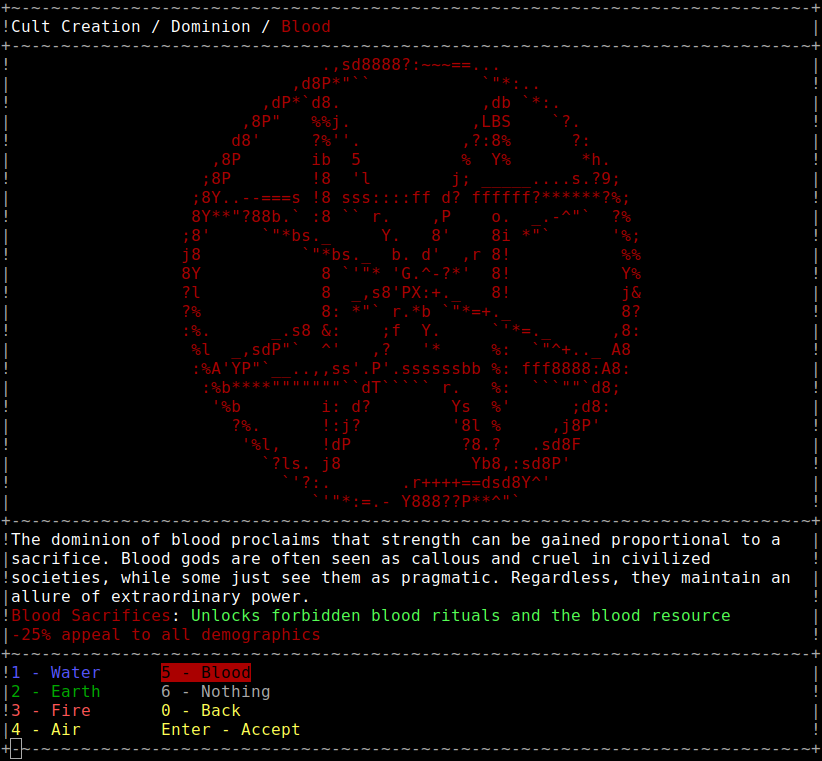 Cult Creation / Dominion / Blood
LBS
The dominion of blood proclaims that strength can be gained proportional to a
sacrifice. Blood gods are often seen as callous and cruel in civilized
societies, while some just see them as pragmatic. Regardless, they maintain an
allure of extraordinary power.
Blood Sacrifices: Unlocks forbidden blood rituals and the blood resource
-25% appeal to all demographics
1 - Water 5 - Blood
2 - Earth 6 - Nothing
3 - Fire 0 - Back
4 - Air Enter - Accept